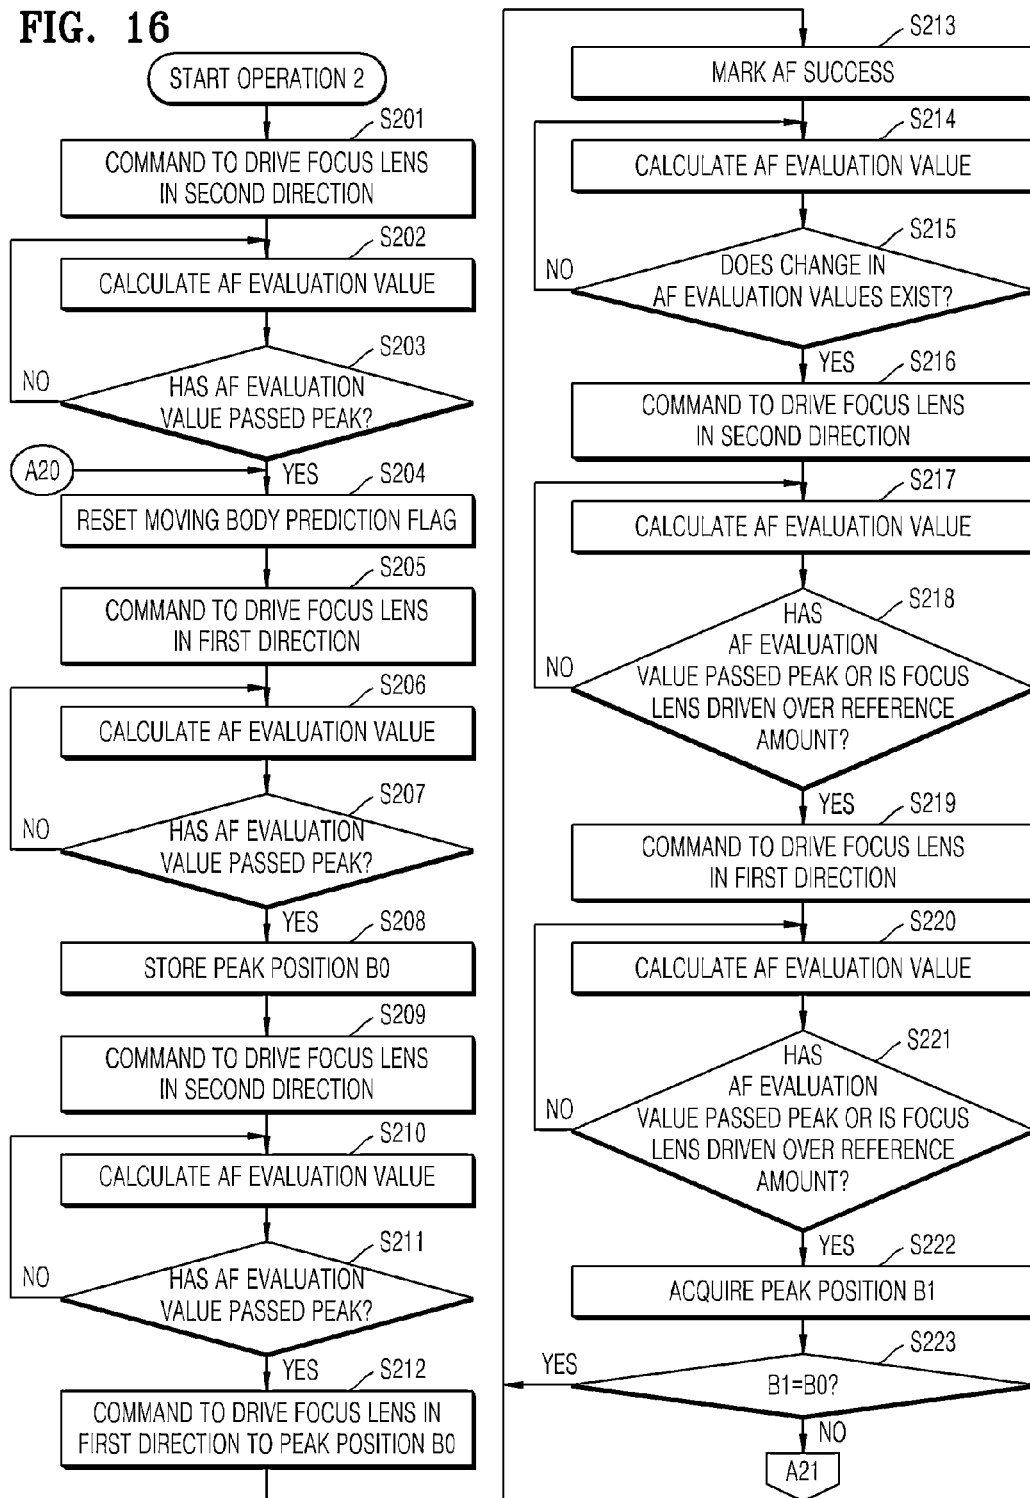 FIG. 16
START OPERATION 2
S201
COMMAND TO DRIVE FOCUS LENS
IN SECOND DIRECTION
S202
CALCULATE AF EVALUATION VALUE
S203
HAS AF EVALUATION
VALUE PASSED PEAK?
NO
YES
A20
S204
RESET MOVING BODY PREDICTION FLAG
S205
COMMAND TO DRIVE FOCUS LENS
IN FIRST DIRECTION
S206
CALCULATE AF EVALUATION VALUE
S207
HAS AF EVALUATION
VALUE PASSED PEAK?
NO
YES
S208
STORE PEAK POSITION B0
S209
COMMAND TO DRIVE FOCUS LENS
IN SECOND DIRECTION
S210
CALCULATE AF EVALUATION VALUE
S211
HAS AF EVALUATION
VALUE PASSED PEAK?
NO
YES
S212
COMMAND TO DRIVE FOCUS LENS IN
FIRST DIRECTION TO PEAK POSITION B0
S213
MARK AF SUCCESS
S214
CALCULATE AF EVALUATION VALUE
S215
DOES CHANGE IN
AF EVALUATION VALUES EXIST?
NO
YES
S216
COMMAND TO DRIVE FOCUS LENS
IN SECOND DIRECTION
S217
CALCULATE AF EVALUATION VALUE
S218
HAS
AF EVALUATION
VALUE PASSED PEAK OR IS FOCUS
LENS DRIVEN OVER REFERENCE
AMOUNT?
NO
YES
S219
COMMAND TO DRIVE FOCUS LENS
IN FIRST DIRECTION
S220
CALCULATE AF EVALUATION VALUE
S221
HAS
AF EVALUATION
VALUE PASSED PEAK OR IS FOCUS
LENS DRIVEN OVER REFERENCE
AMOUNT?
NO
YES
S222
ACQUIRE PEAK POSITION B1
S223
B1=B0?
YES
NO
A21